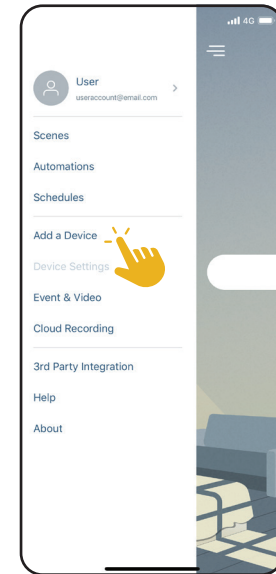 4G
User
useraccount@email.com
Scenes
Automations
Schedules
Add a Device
Device Settings
Event & Video
Cloud Recording
3rd Party Integration
Help
About